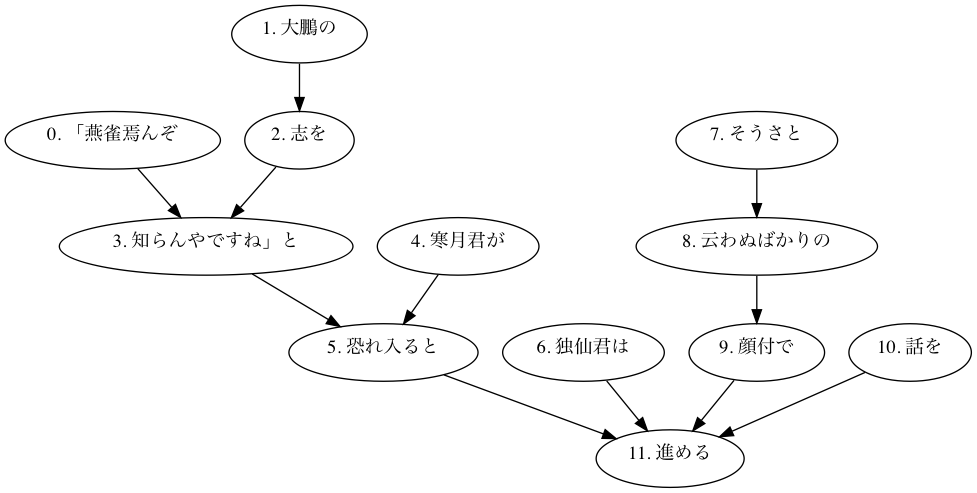 1. 大鵬の
0. 「燕雀焉んぞ
2. 志を
7. そうさと
3. 知らんやですね」と
4. 寒月君が
8. 云わぬばかりの
5. 恐れ入ると
6. 独仙君は
9. 顔付で
10. 話を
11. 進める